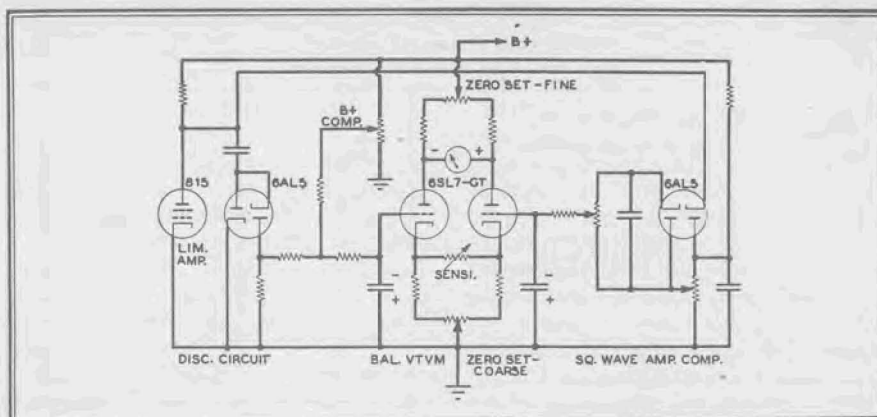 B+
ZERO SET-FINE
B+
COMP.
- +
815
6AL5
6SL7-GT
6AL5
LIM.
AMP.
SENSI.
-
+
-
+
DISC. CIRCUIT
BAL. VTVM
ZERO SET-
COARSE
SQ. WAVE AMP. COMP.